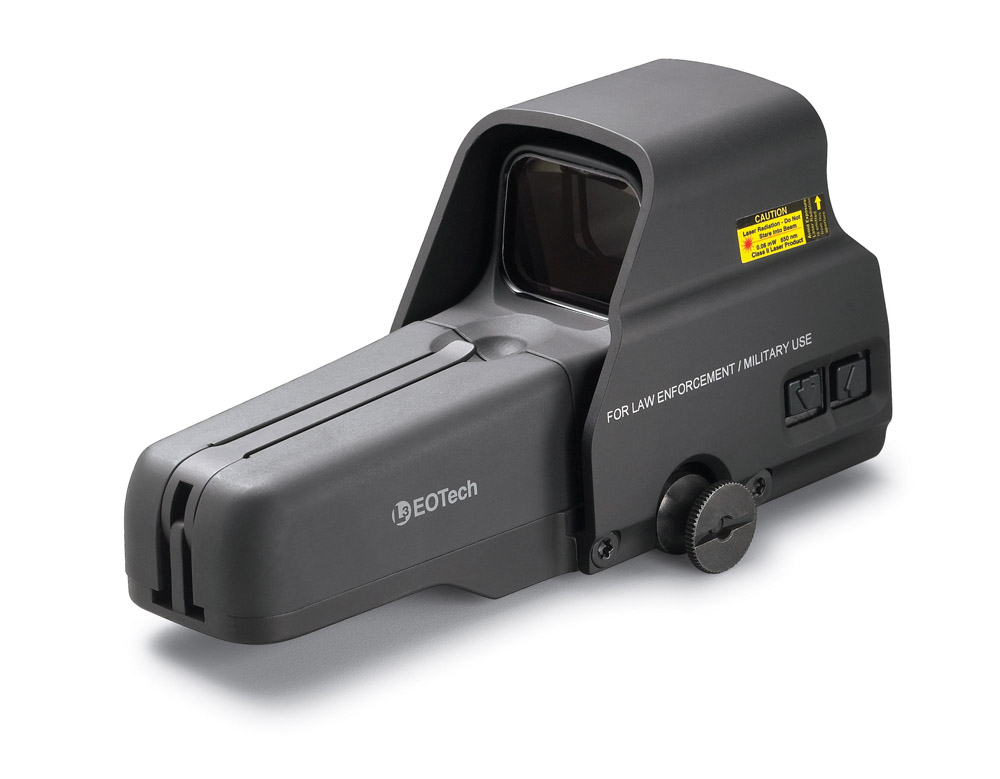 CAUTION
Laser Radiation - Do Not
Stare into Beam
0.08 mW 650 nm
Class II Laser Product
FOR LAW ENFORCEMENT / MILITARY USE
L3 EOTech